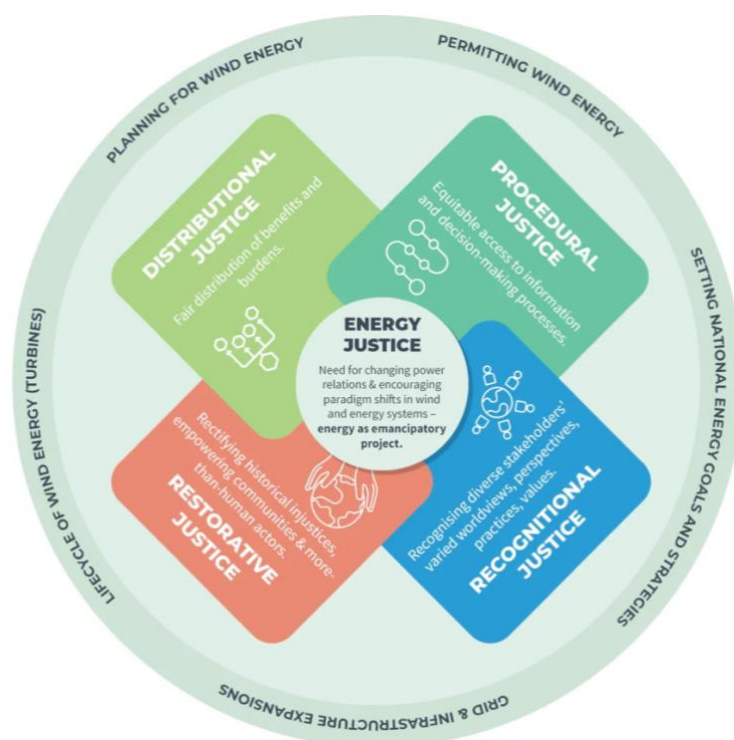 PLANNING FOR WIND ENERGY
PERMITTING WIND ENERGY
SETTING NATIONAL ENERGY GOALS AND STRATEGIES
GRID & INFRASTRUCTURE EXPANSIONS
LIFECYCLE OF WIND ENERGY (TURBINES)
DISTRIBUTIONAL
JUSTICE
Fair distribution of benefits and
burdens.
PROCEDURAL
JUSTICE
Equitable access to information
and decision-making processes.
ENERGY
JUSTICE
Need for changing power
relations & encouraging
paradigm shifts in wind
and energy systems –
energy as emancipatory
project.
Rectifying historical injustices,
empowering communities & more-
than-human actors.
RESTORATIVE
JUSTICE
Recognising diverse stakeholders'
varied worldviews, perspectives,
practices, values.
RECOGNITIONAL
JUSTICE